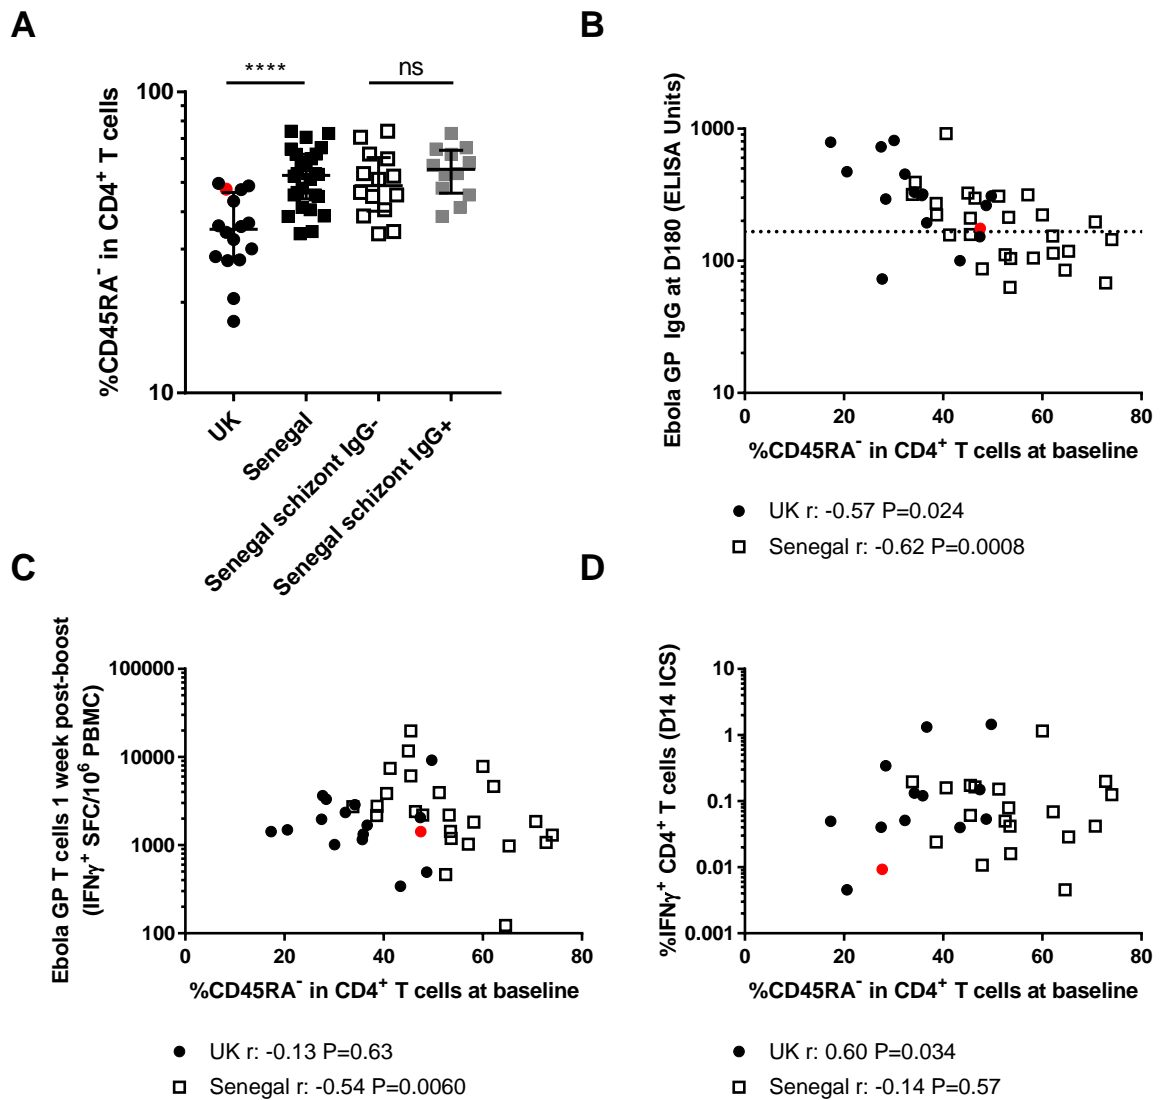 A
%CD45RA⁻ in CD4⁺ T cells
100
10
****
ns
UK
Senegal
Senegal schizont IgG-
Senegal schizont IgG+
B
Ebola GP IgG at D180 (ELISA Units)
1000
100
10
0 20 40 60 80
%CD45RA⁻ in CD4⁺ T cells at baseline
UK r: -0.57 P=0.024
Senegal r: -0.62 P=0.0008
C
Ebola GP T cells 1 week post-boost
(IFNγ⁺ SFC/10⁶ PBMC)
100000
10000
1000
100
0 20 40 60 80
%CD45RA⁻ in CD4⁺ T cells at baseline
UK r: -0.13 P=0.63
Senegal r: -0.54 P=0.0060
D
%IFNγ⁺ CD4⁺ T cells (D14 ICS)
10
1
0.1
0.01
0.001
0 20 40 60 80
%CD45RA⁻ in CD4⁺ T cells at baseline
UK r: 0.60 P=0.034
Senegal r: -0.14 P=0.57